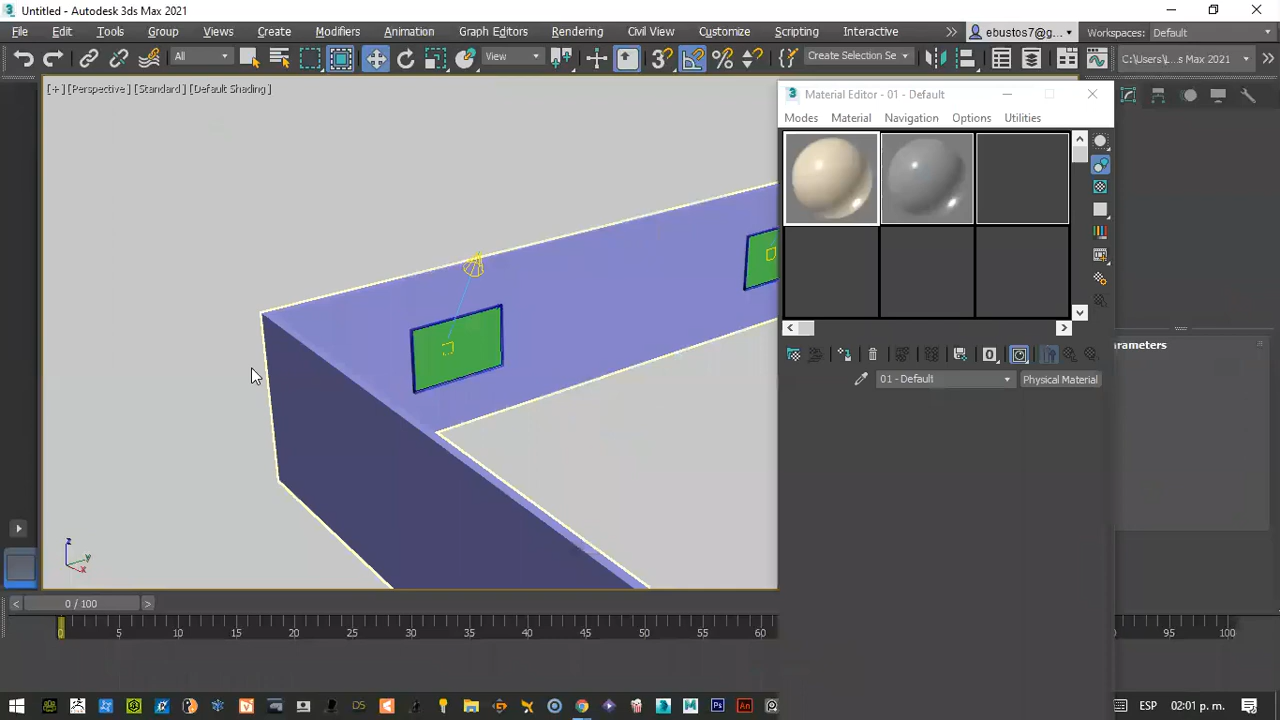 Untitled - Autodesk 3ds Max 2021
File Edit Tools Group Views Create Modifiers Animation Graph Editors Rendering Civil View Customize Scripting Interactive ebustos7@g... Workspaces: Default
All View Create Selection Se C:\Users\L...s Max 2021
[+] [Perspective] [Standard] [Default Shading]
Material Editor - 01 - Default
Modes Material Navigation Options Utilities
arameters
01 - Default Physical Material
z
y
x
0 / 100
0 5 10 15 20 25 30 35 40 45 50 55 60 90 95 100
ESP 02:01 p. m.